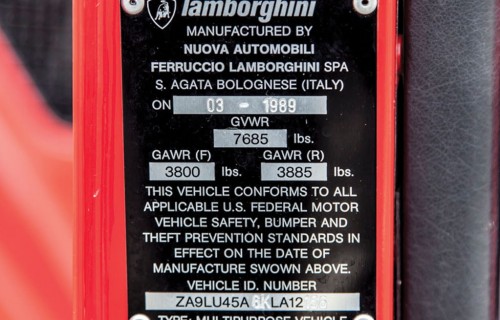 lamborghini
MANUFACTURED BY
NUOVA AUTOMOBILI
FERRUCCIO LAMBORGHINI SPA
S. AGATA BOLOGNESE (ITALY)
ON 03 - 1989
GVWR
7685 lbs.
GAWR (F) GAWR (R)
3800 lbs. 3885 lbs.
THIS VEHICLE CONFORMS TO ALL
APPLICABLE U.S. FEDERAL MOTOR
VEHICLE SAFETY, BUMPER AND
THEFT PREVENTION STANDARDS IN
EFFECT ON THE DATE OF
MANUFACTURE SWOWN ABOVE.
VEHICLE ID. NUMBER
TYPE: MULTIPURPOSE VEHICLE